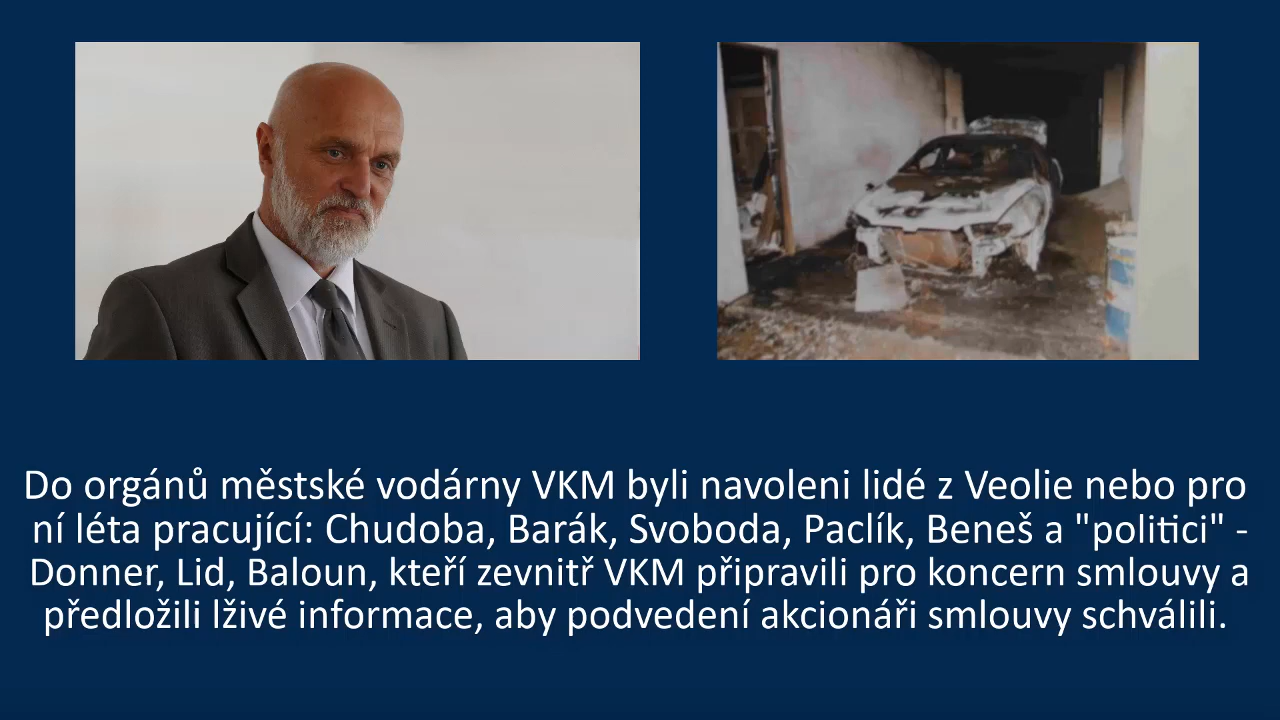 Do orgánů městské vodárny VKM byli navoleni lidé z Veolie nebo pro
ní léta pracující: Chudoba, Barák, Svoboda, Paclík, Beneš a "politici" -
Donner, Lid, Baloun, kteří zevnitř VKM připravili pro koncern smlouvy a
předložili lživé informace, aby podvedení akcionáři smlouvy schválili.